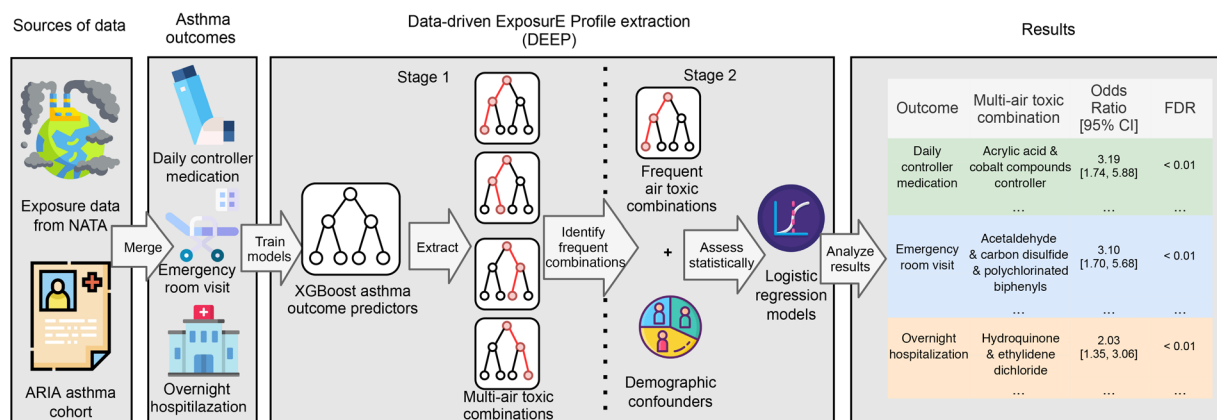 Sources of data
Exposure data
from NATA
ARIA asthma
cohort
Merge
Asthma
outcomes
Daily controller
medication
Emergency
room visit
Overnight
hospitilazation
Train
models
Data-driven ExposurE Profile extraction
(DEEP)
Stage 1
XGBoost asthma
outcome predictors
Extract
Multi-air toxic
combinations
Identify
frequent
combinations
Stage 2
Frequent
air toxic
combinations
+
Demographic
confounders
Assess
statistically
Logistic
regression
models
Analyze
results
Results
Outcome
Multi-air toxic
combination
Odds
Ratio
[95% CI]
FDR
Daily
controller
medication
Acrylic acid &
cobalt compounds
controller
3.19
[1.74, 5.88]
< 0.01
...
...
...
Emergency
room visit
Acetaldehyde
& carbon disulfide
& polychlorinated
biphenyls
3.10
[1.70, 5.68]
< 0.01
...
...
...
Overnight
hospitalization
Hydroquinone
& ethylidene
dichloride
2.03
[1.35, 3.06]
< 0.01
...
...
...